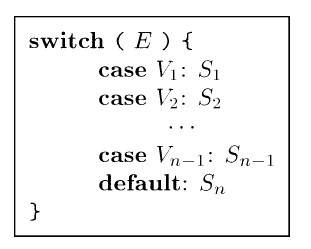 switch ( E ) {
case V₁: S₁
case V₂: S₂
...
case Vₙ₋₁: Sₙ₋₁
default: Sₙ
}